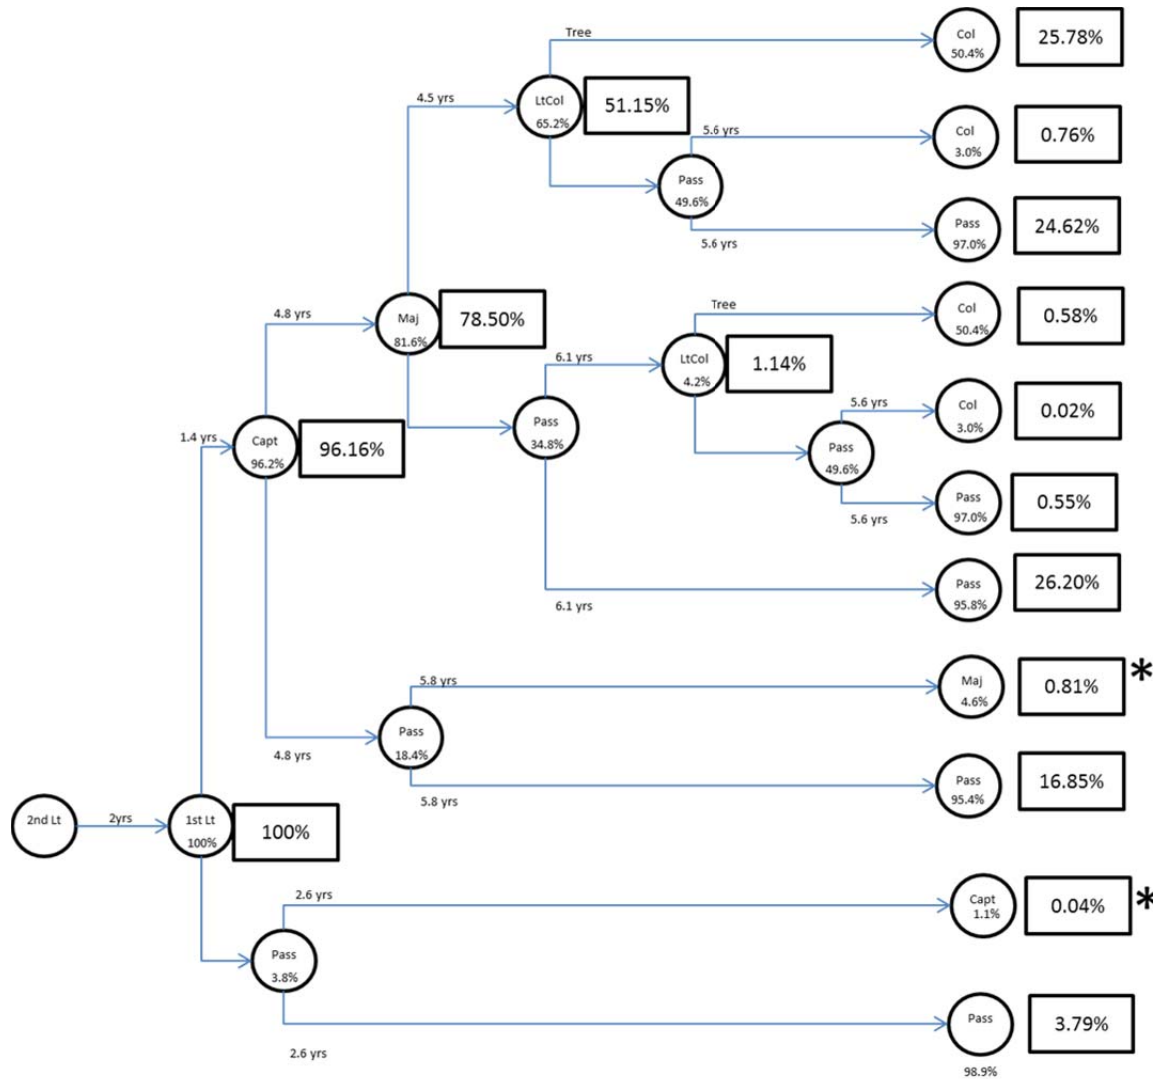 Tree
Col
50.4%
25.78%
4.5 yrs
LtCol
65.2%
51.15%
5.6 yrs
Col
3.0%
0.76%
Pass
49.6%
5.6 yrs
Pass
97.0%
24.62%
4.8 yrs
Maj
81.6%
78.50%
Tree
Col
50.4%
0.58%
6.1 yrs
LtCol
4.2%
1.14%
5.6 yrs
Col
3.0%
0.02%
1.4 yrs
Capt
96.2%
96.16%
Pass
34.8%
Pass
49.6%
5.6 yrs
Pass
97.0%
0.55%
6.1 yrs
Pass
95.8%
26.20%
5.8 yrs
Maj
4.6%
0.81%
*
4.8 yrs
Pass
18.4%
5.8 yrs
Pass
95.4%
16.85%
2nd Lt
2yrs
1st Lt
100%
100%
2.6 yrs
Capt
1.1%
0.04%
*
Pass
3.8%
2.6 yrs
Pass
98.9%
3.79%